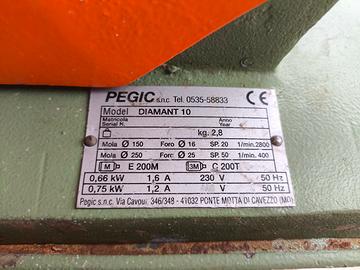 PEGIC s.n.c. Tel. 0535-58833 CE
Model DIAMANT 10
Matricola Serial N. Anno Year
kg. 2,8
Mola Ø 150 Foro Ø 16 SP. 20 1/min. 2800
Mola Ø 250 Foro Ø 25 SP. 50 1/min. 400
M E 200M 3M C 200T
0,66 kW 1,6 A 230 V 50 Hz
0,75 kW 1,2 A V 50 Hz
Pegic s.n.c. Via Cavour, 346/348 - 41032 PONTE MOTTA DI CAVEZZO (MO)
subito